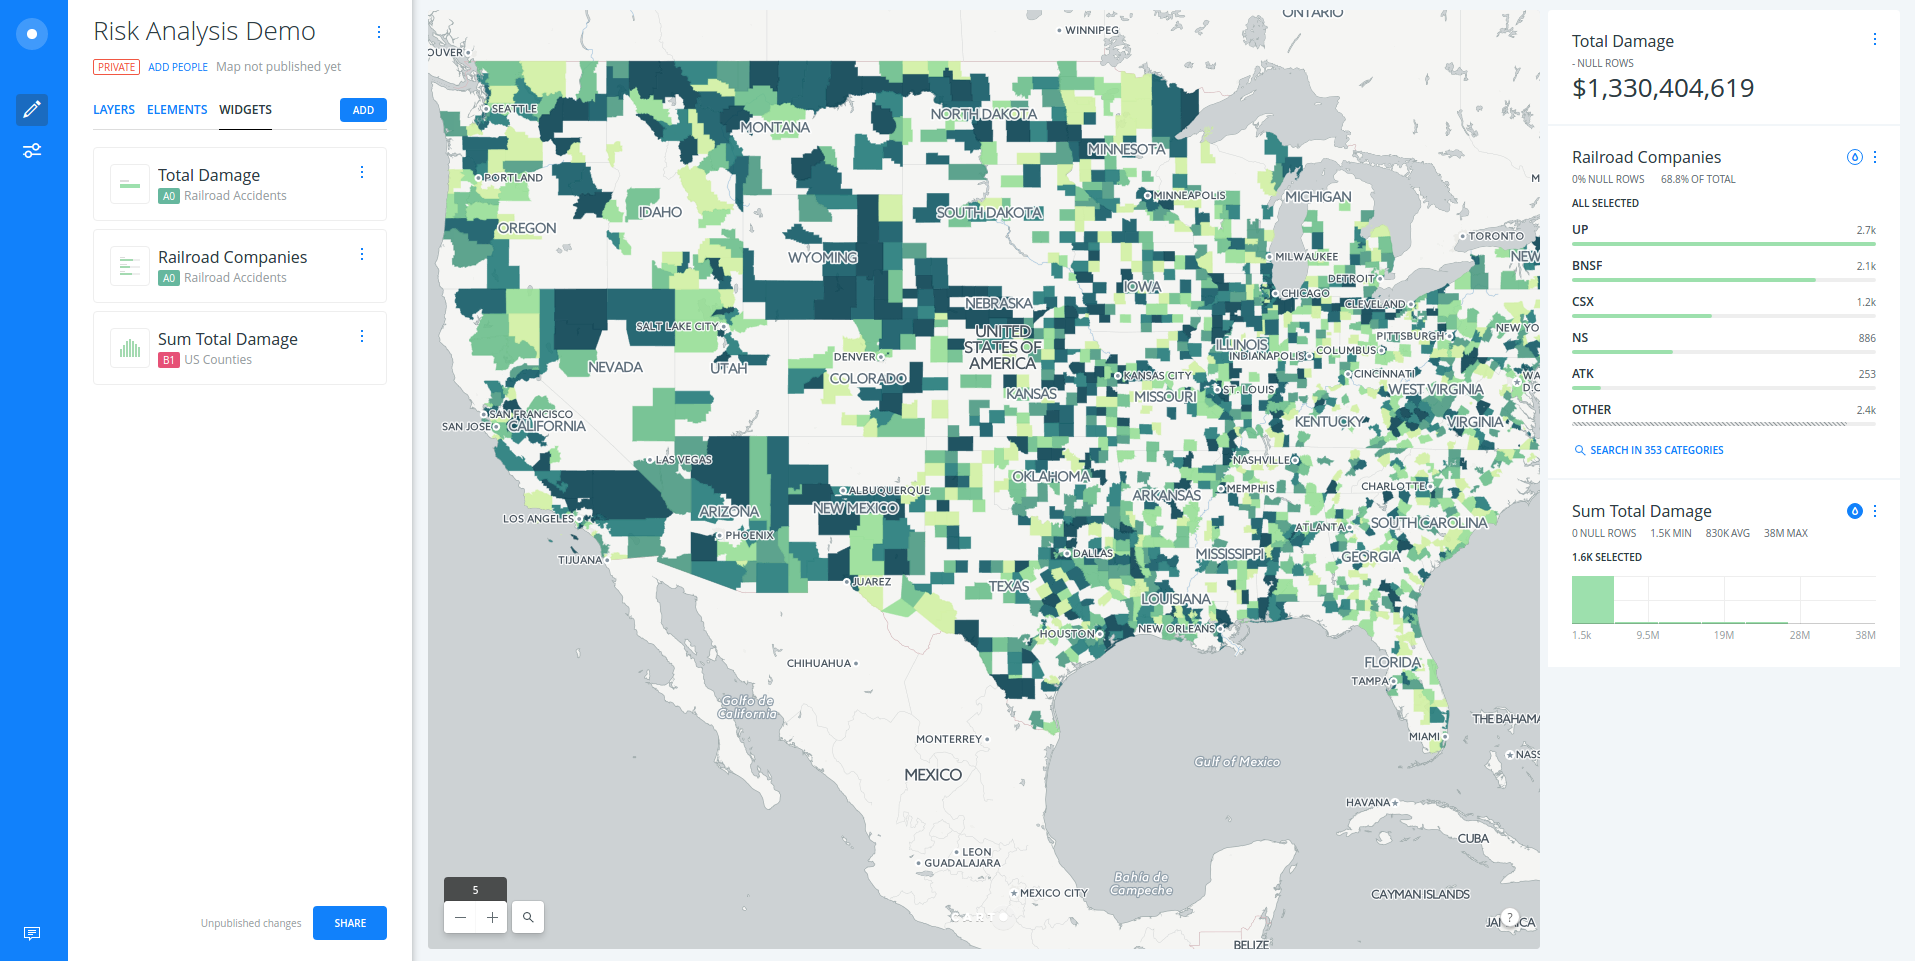 Risk Analysis Demo
PRIVATE ADD PEOPLE Map not published yet
LAYERS ELEMENTS WIDGETS ADD
Total Damage
A0 Railroad Accidents
Railroad Companies
A0 Railroad Accidents
Sum Total Damage
B1 US Counties
Unpublished changes SHARE
ONTARIO
WINNIPEG
OUVER
SEATTLE
MONTANA
NORTH DAKOTA
MINNESOTA
PORTLAND
IDAHO
OREGON
SOUTH DAKOTA
MINNEAPOLIS
MICHIGAN
TORONTO
WYOMING
MILWAUKEE
NEW
DETROIT
IOWA
CHICAGO
NEBRASKA
CLEVELAND
SALT LAKE CITY
UNITED
STATES OF
AMERICA
NEW YO
PITTSBURGH
ILLINOIS
INDIANAPOLIS
COLUMBUS
DENVER
NEVADA
UTAH
COLORADO
KANSAS CITY
CINCINNATI
WA
D.C
KANSAS
MISSOURI
ST. LOUIS
WEST VIRGINIA
SAN FRANCISCO
SAN JOSE
CALIFORNIA
KENTUCKY
VIRGINIA
LAS VEGAS
NASHVILLE
OKLAHOMA
ALBUQUERQUE
ARKANSAS
MEMPHIS
CHARLOTTE
ARIZONA
NEW MEXICO
LOS ANGELES
PHOENIX
ATLANTA
SOUTH CAROLINA
TIJUANA
DALLAS
MISSISSIPPI
GEORGIA
JUAREZ
TEXAS
LOUISIANA
HOUSTON
NEW ORLEANS
CHIHUAHUA
FLORIDA
TAMPA
Golfo de
California
MONTERREY
MIAMI
THE BAHAMA
NASS
MEXICO
Gulf of Mexico
HAVANA
CUBA
LEON
GUADALAJARA
MEXICO CITY
Bahía de
Campeche
CAYMAN ISLANDS
JAMAICA
BELIZE
CARTO
5
?
Total Damage
- NULL ROWS
$1,330,404,619
Railroad Companies
0% NULL ROWS 68.8% OF TOTAL
ALL SELECTED
UP 2.7k
BNSF 2.1k
CSX 1.2k
NS 886
ATK 253
OTHER 2.4k
SEARCH IN 353 CATEGORIES
Sum Total Damage
0 NULL ROWS 1.5K MIN 830K AVG 38M MAX
1.6K SELECTED
1.5k 9.5M 19M 28M 38M